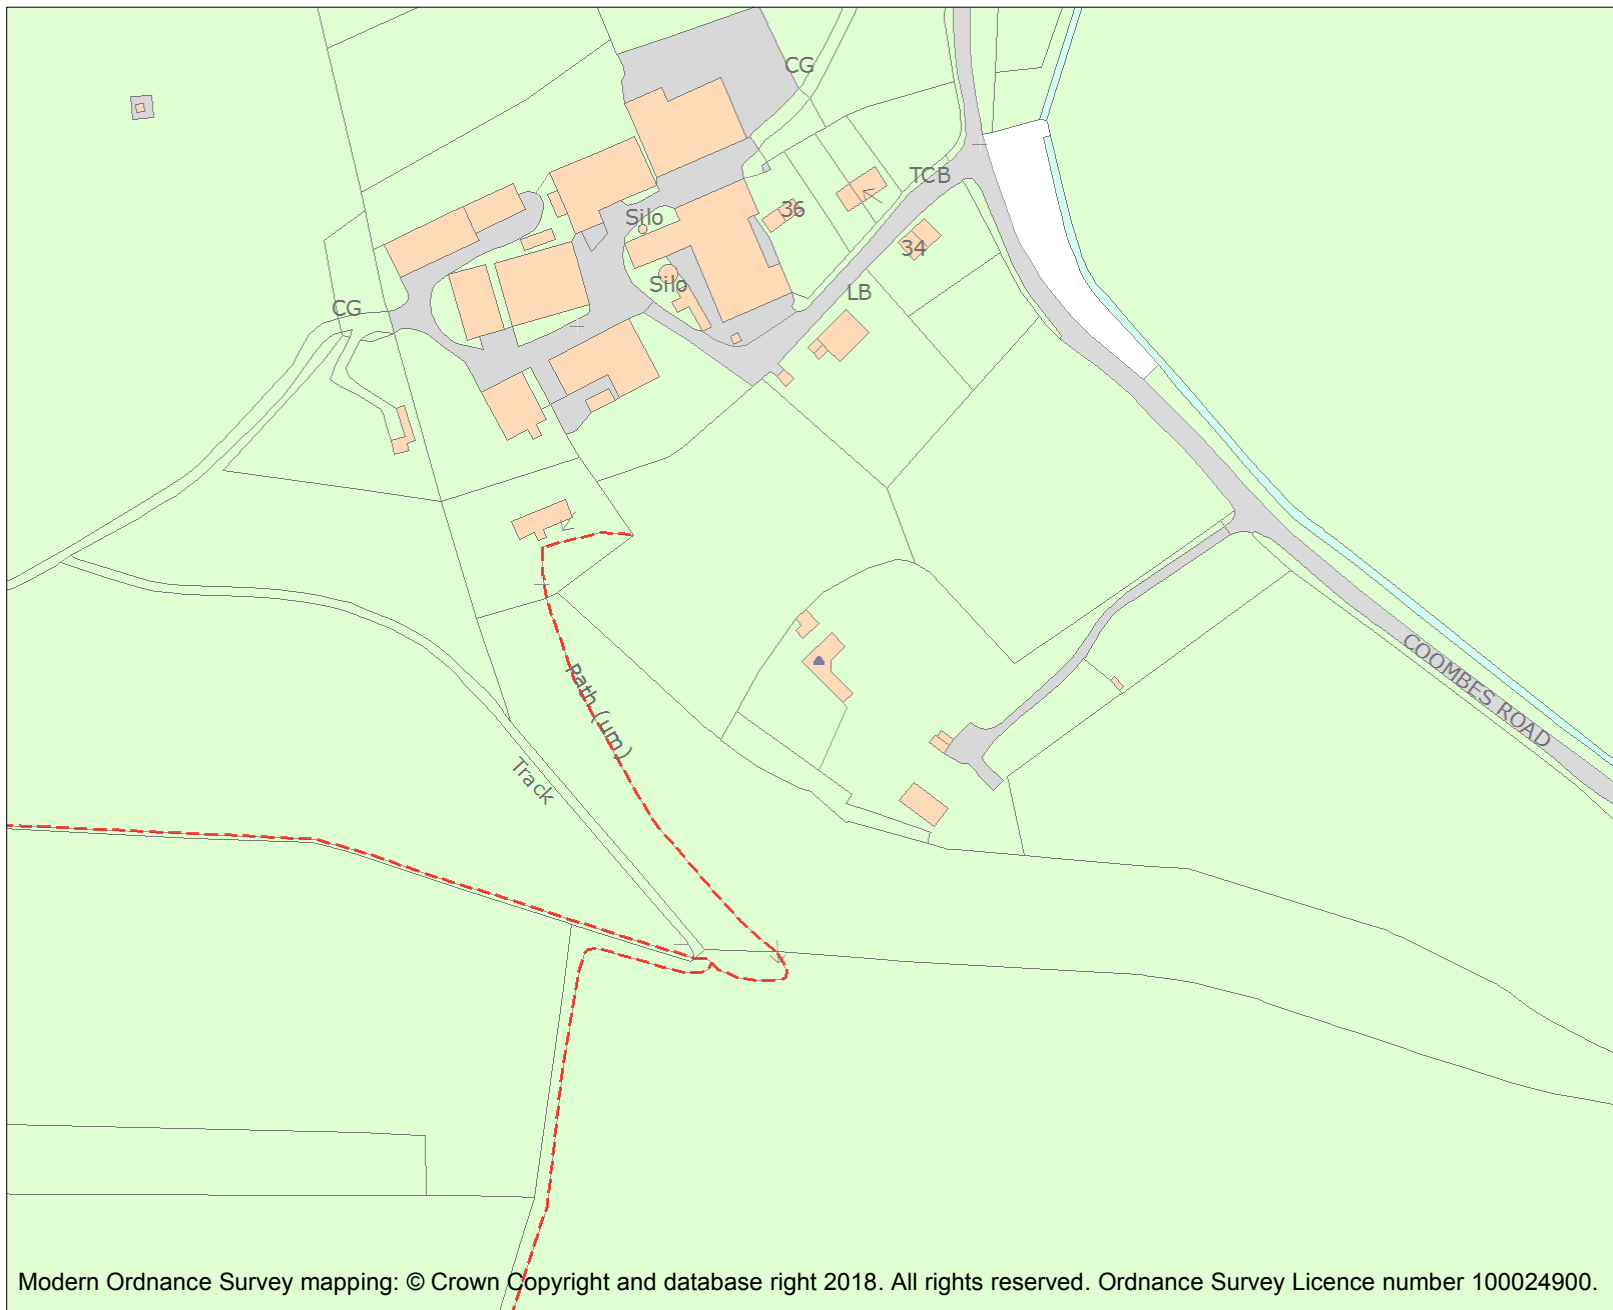 CG
TCB
36
Silo
34
Silo
LB
CG
COOMBES ROAD
Path (um)
Track
Modern Ordnance Survey mapping: © Crown Copyright and database right 2018. All rights reserved. Ordnance Survey Licence number 100024900.